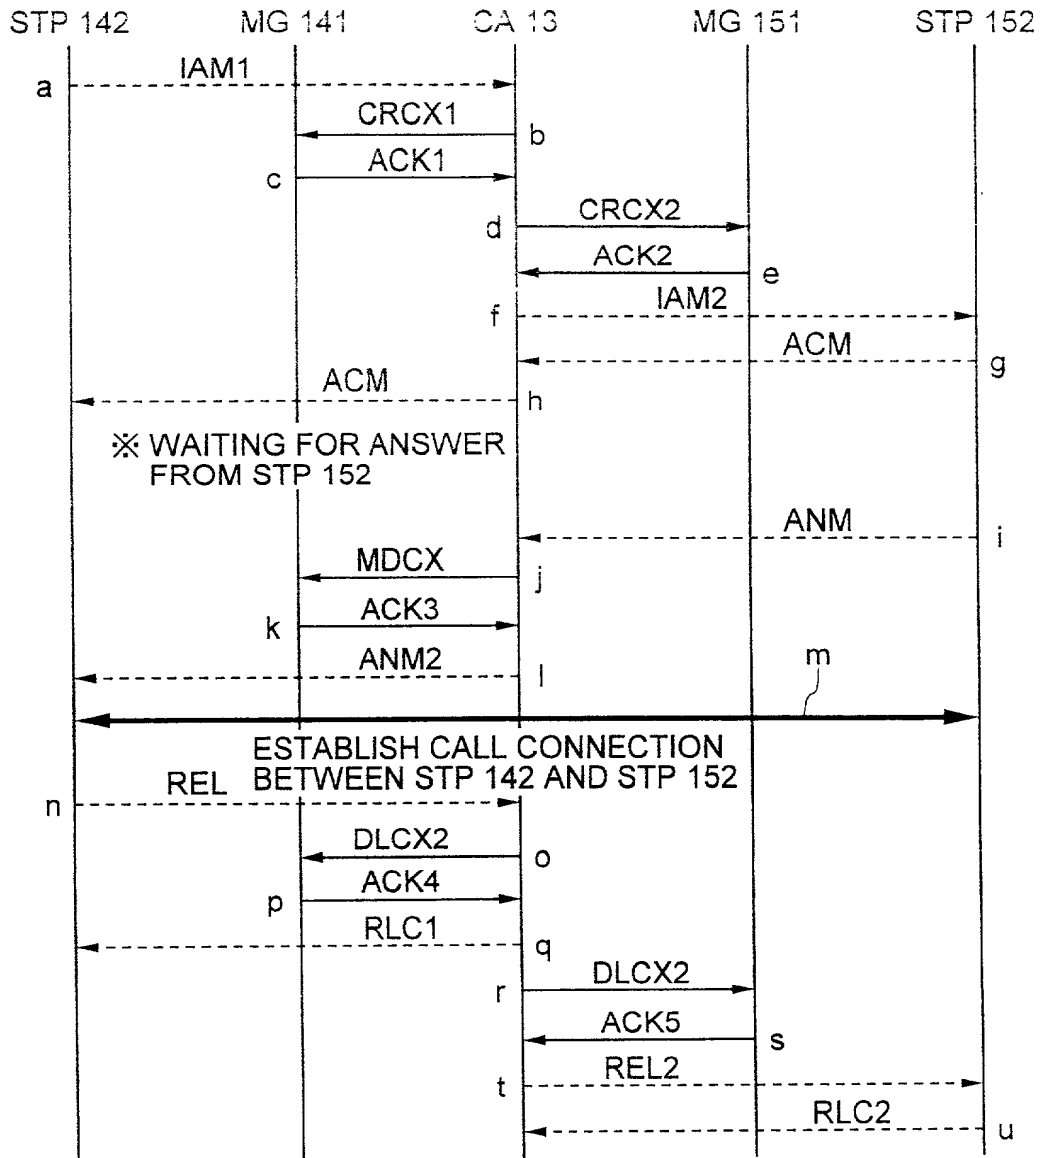 STP 142 MG 141 CA 13 MG 151 STP 152
IAM1
a
CRCX1
b
ACK1
c
CRCX2
d
ACK2
e
IAM2
f
ACM
g
ACM
h
※ WAITING FOR ANSWER
FROM STP 152
ANM
i
MDCX
j
ACK3
k
ANM2
l
m
ESTABLISH CALL CONNECTION
BETWEEN STP 142 AND STP 152
REL
n
DLCX2
o
ACK4
p
RLC1
q
DLCX2
r
ACK5
s
REL2
t
RLC2
u